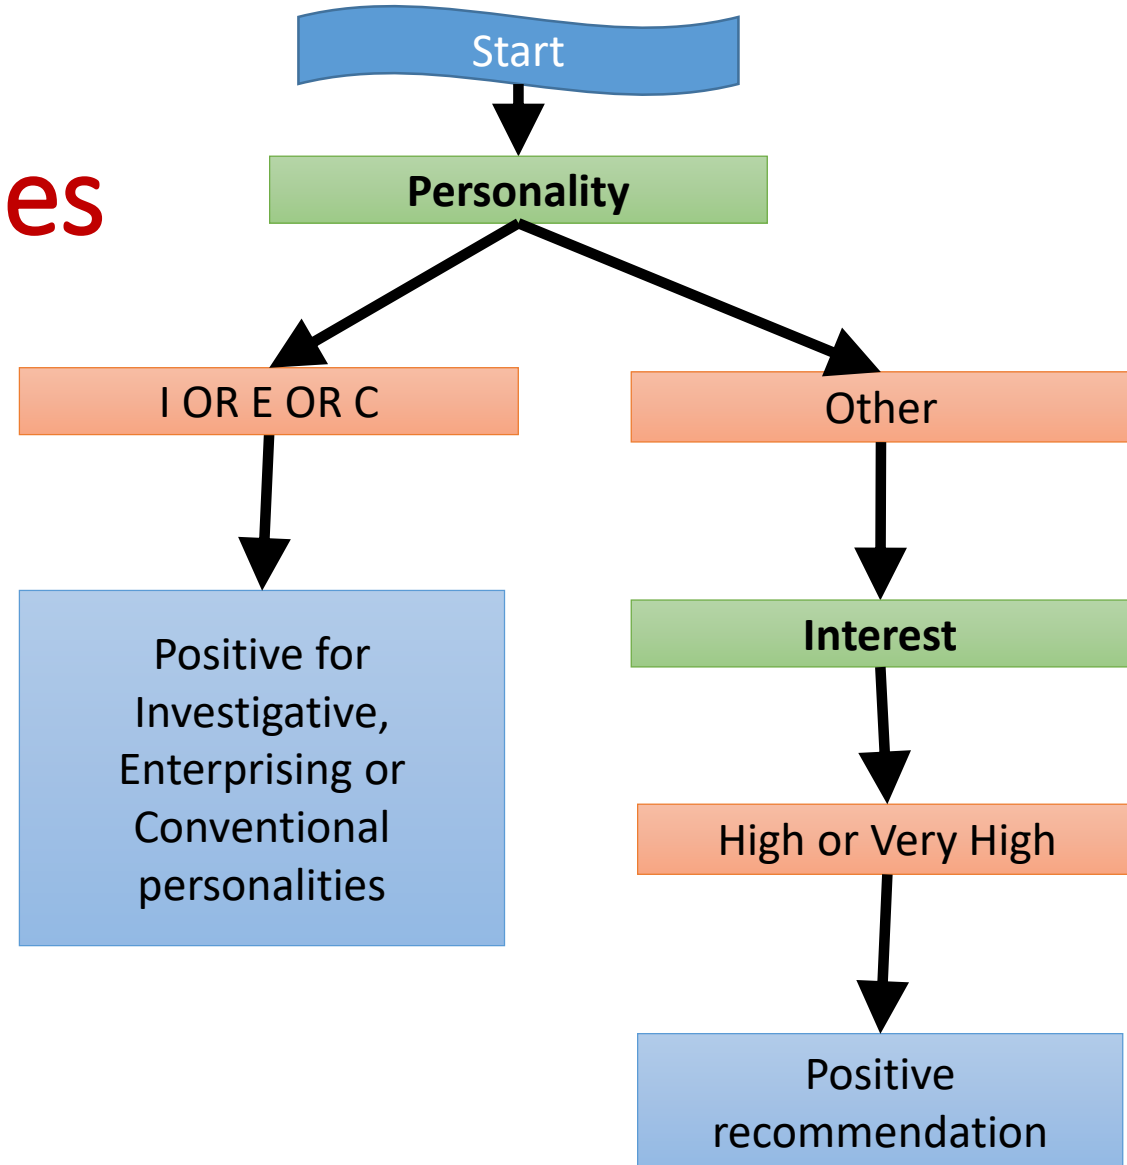 Start
es
Personality
I OR E OR C
Other
Positive for
Investigative,
Enterprising or
Conventional
personalities
Interest
High or Very High
Positive
recommendation